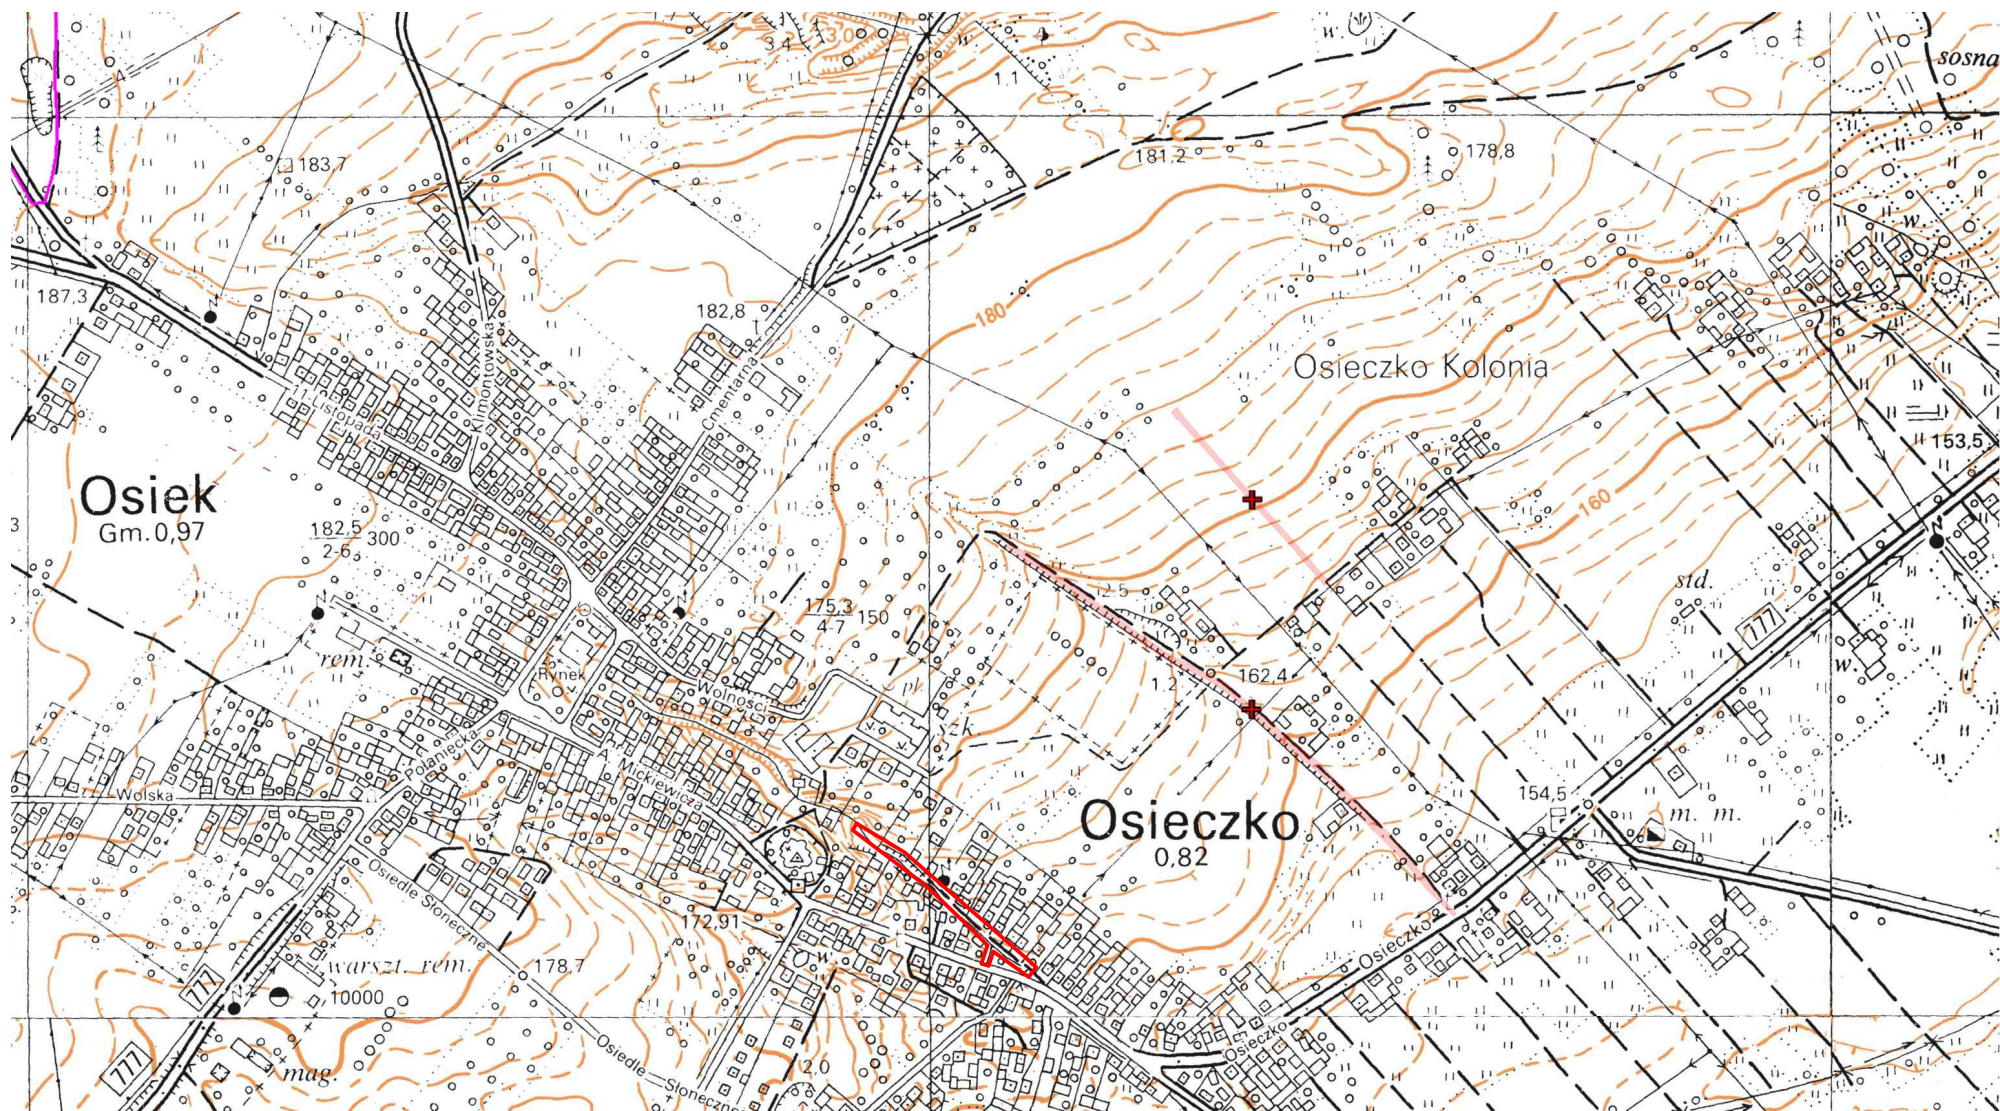 sosna
3,4
3,0
w.
1.1
4
183,7
181,2
178,8
w.
187,3
182,8
180
Klimontowska
Cmentarna
Osieczko Kolonia
11 Listopada
153,5
Osiek
Gm.0,97
3
182,5
2-6
300
160
std.
2.5
175,3
4-7
150
777
rem.
Rynek
Wolności
pl.
1.2
162,4
w.
szk
Połaniecka
A. Mickiewicza
Wolska
154,5
m. m.
Osieczko
0,82
Osiedle Słoneczne
172,91
w.
Osieczko
warszt. rem.
178,7
777
10000
Osieczko
Osiedle—Słoneczne
777
mag.
2,0